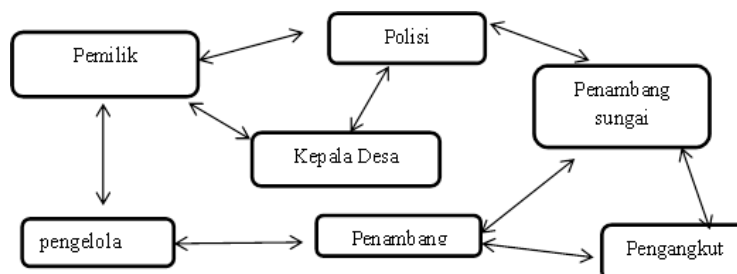 Pemilik
Polisi
Penambang
sungai
Kepala Desa
pengelola
Penambang
Pengangkut